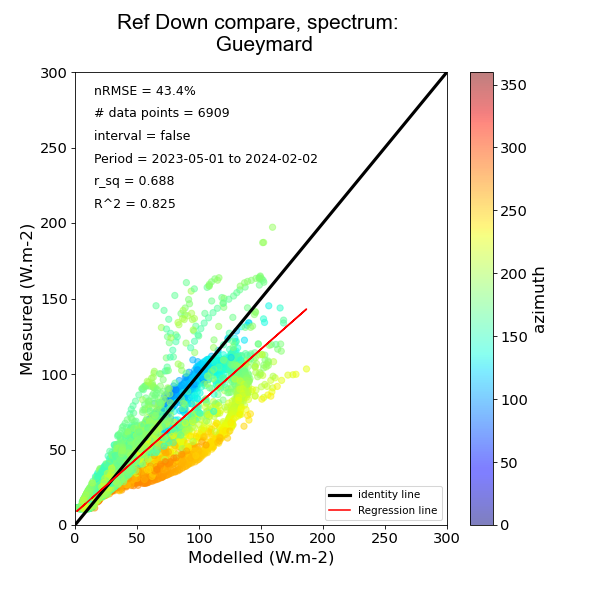 Ref Down compare, spectrum:
Gueymard
nRMSE = 43.4%
# data points = 6909
interval = false
Period = 2023-05-01 to 2024-02-02
r_sq = 0.688
R^2 = 0.825
Measured (W.m-2)
300
250
200
150
100
50
0
0 50 100 150 200 250 300
Modelled (W.m-2)
identity line
Regression line
350
300
250
200
150
100
50
0
azimuth